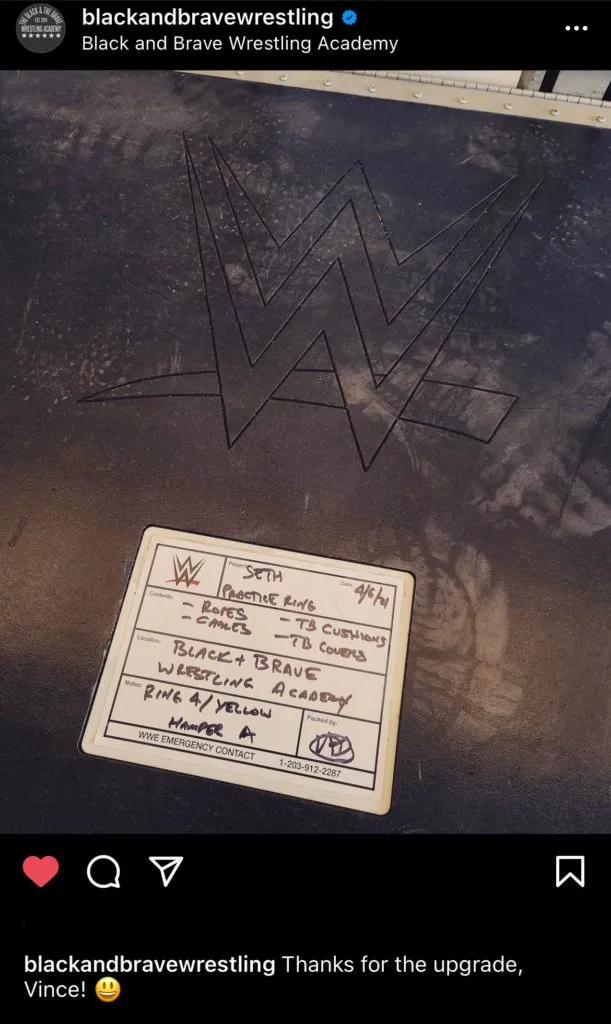 blackandbravewrestling
Black and Brave Wrestling Academy
THE BLACK & THE BRAVE
EST. 2014
WRESTLING ACADEMY
W
Project:
SETH
PRACTICE RING
Date:
4/6/21
Contents:
- ROPES
- CABLES
- TB CUSHIONS
- TB COVERS
Location:
BLACK + BRAVE
WRESTLING ACADEMY
Notes:
RING 4/YELLOW
HAMPER A
Packed by:
WWE EMERGENCY CONTACT 1-203-912-2287
blackandbravewrestling Thanks for the upgrade,
Vince! 😃